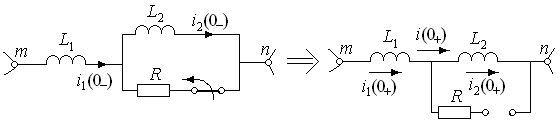 m L₁ i₁(0₋) L₂ i₂(0₋) R n
m L₁ i₁(0₊) i(0₊) L₂ i₂(0₊) R n